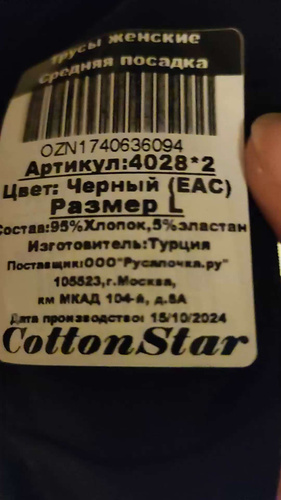 Трусы женские
Средняя посадка
OZN1740636094
Артикул:4028*2
Цвет: Черный (EAC)
Размер L
Состав:95%Хлопок,5%эластан
Изготовитель:Турция
Поставщик:ООО"Русалочка.ру"
105523,г.Москва,
км МКАД 104-й, д.8А
Дата производство: 15/10/2024
CottonStar